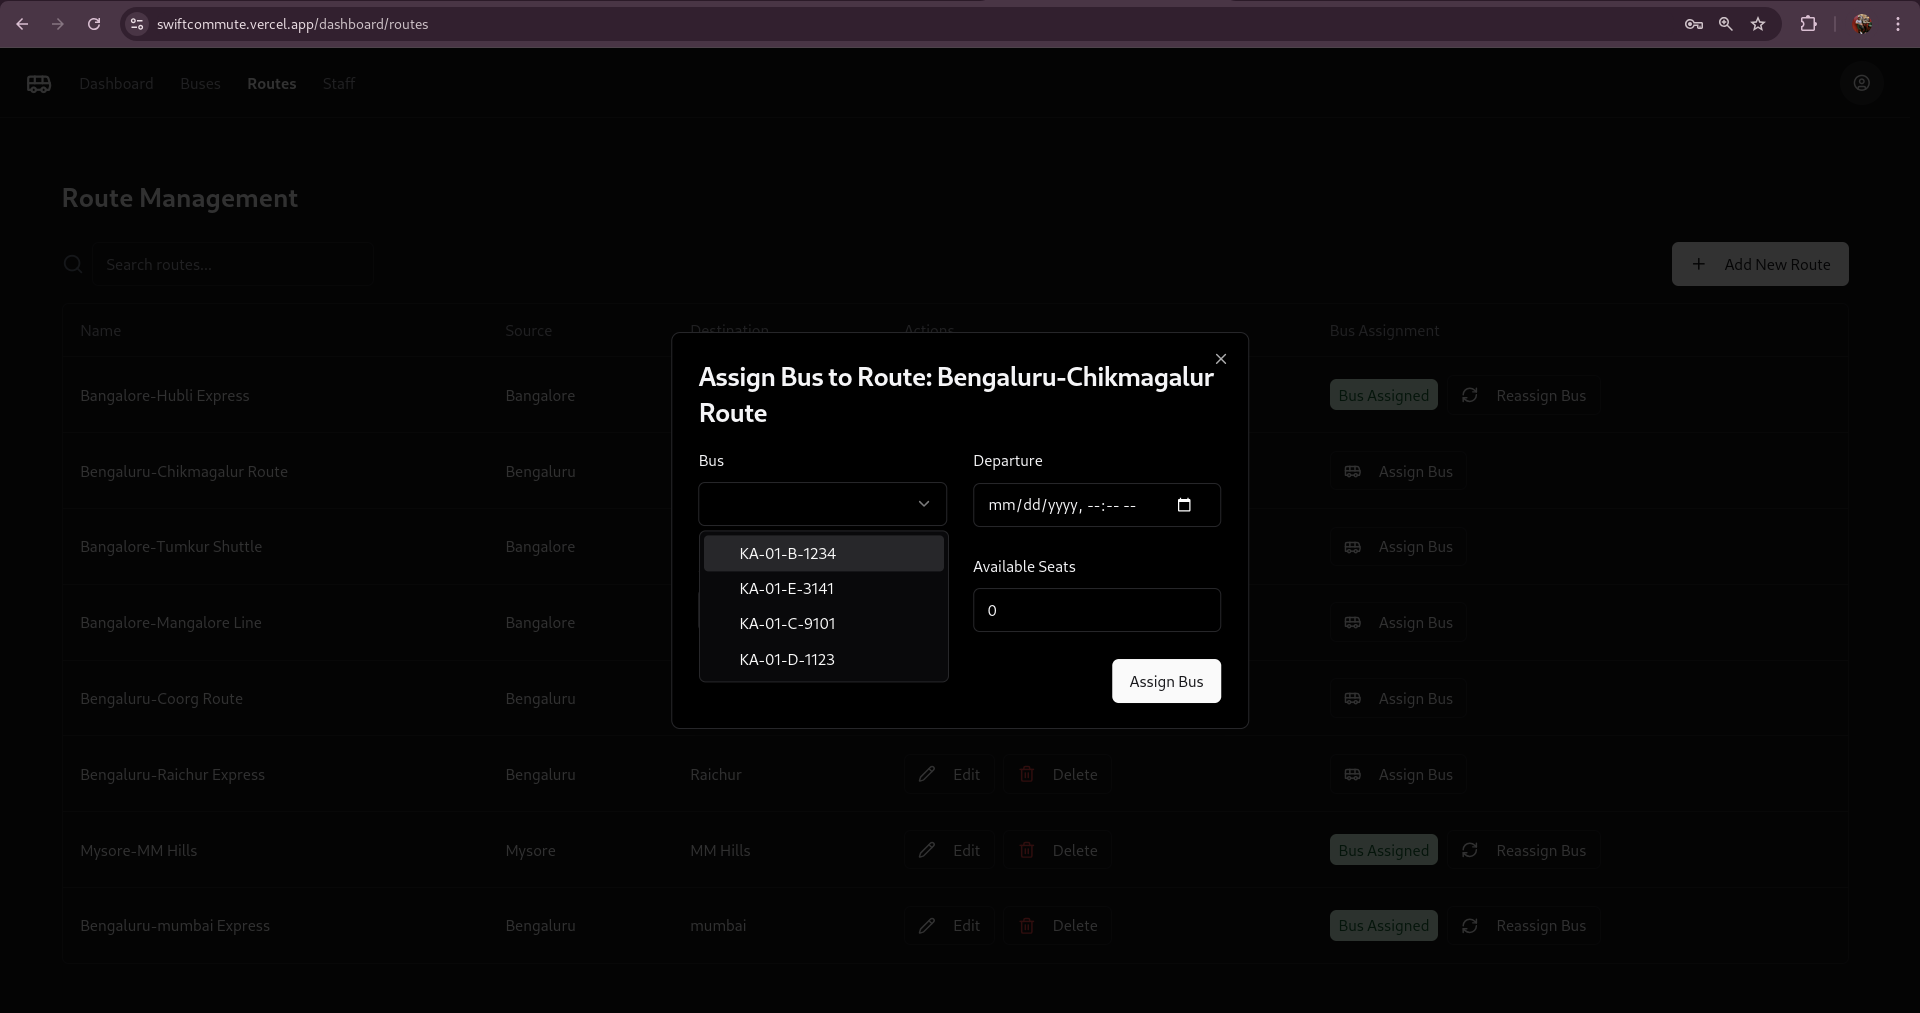 swiftcommute.vercel.app/dashboard/routes
Dashboard Buses Routes Staff
Route Management
Search routes...
Add New Route
Name Source Destination Actions Bus Assignment
Bangalore-Hubli Express Bangalore Bus Assigned Reassign Bus
Bengaluru-Chikmagalur Route Bengaluru Assign Bus
Bangalore-Tumkur Shuttle Bangalore Assign Bus
Bangalore-Mangalore Line Bangalore Assign Bus
Bengaluru-Coorg Route Bengaluru Assign Bus
Bengaluru-Raichur Express Bengaluru Raichur Edit Delete Assign Bus
Mysore-MM Hills Mysore MM Hills Edit Delete Bus Assigned Reassign Bus
Bengaluru-mumbai Express Bengaluru mumbai Edit Delete Bus Assigned Reassign Bus
Assign Bus to Route: Bengaluru-Chikmagalur
Route
Bus Departure
mm/dd/yyyy, --:-- --
KA-01-B-1234
KA-01-E-3141
KA-01-C-9101
KA-01-D-1123
Available Seats
0
Assign Bus